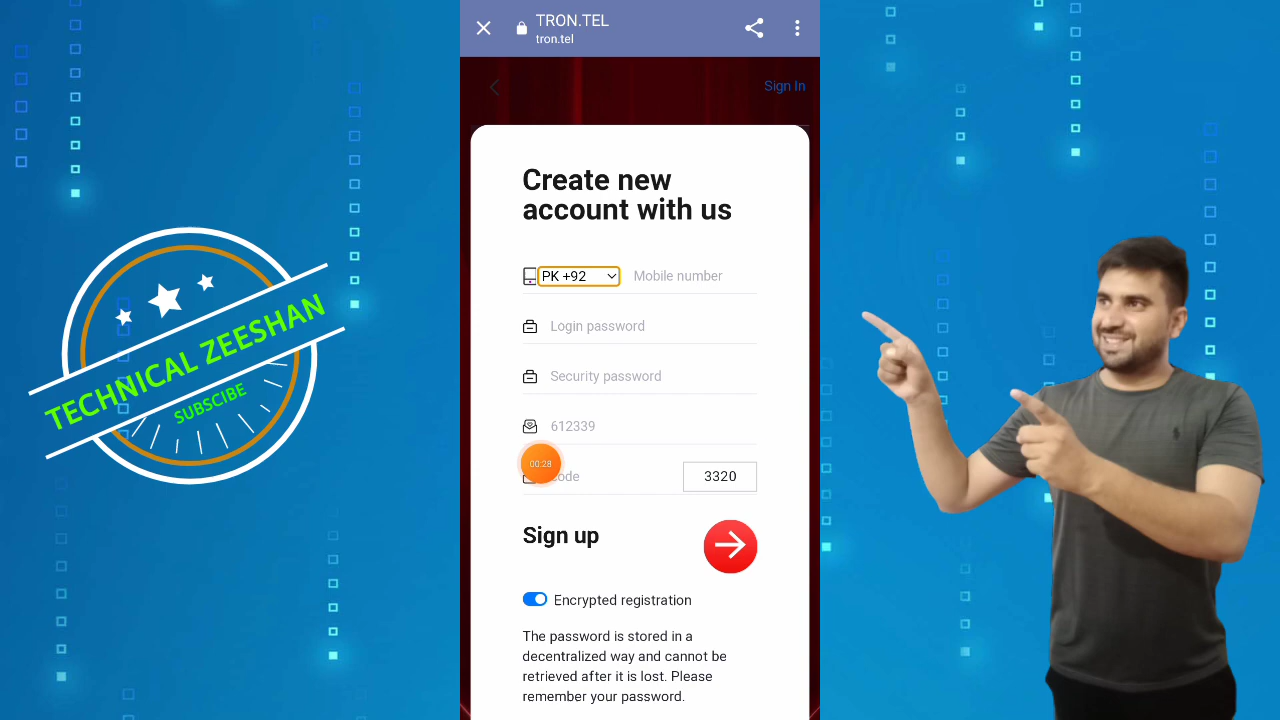 TECHNICAL ZEESHAN
SUBSCIBE
TRON.TEL
tron.tel
Sign In
Create new
account with us
PK +92
Mobile number
Login password
Security password
612339
00:28
ode
3320
Sign up
Encrypted registration
The password is stored in a
decentralized way and cannot be
retrieved after it is lost. Please
remember your password.